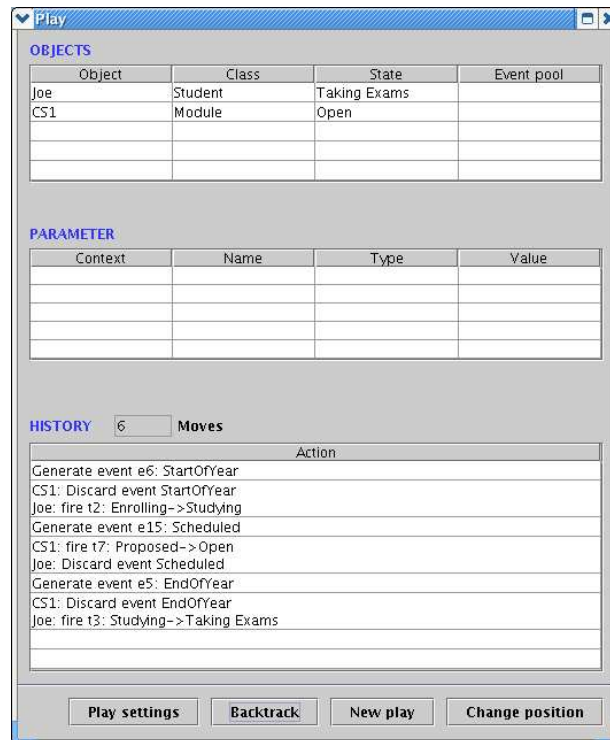 Play
OBJECTS
Object Class State Event pool
Joe Student Taking Exams
CS1 Module Open
PARAMETER
Context Name Type Value
HISTORY 6 Moves
Action
Generate event e6: StartOfYear
CS1: Discard event StartOfYear
Joe: fire t2: Enrolling->Studying
Generate event e15: Scheduled
CS1: fire t7: Proposed->Open
Joe: Discard event Scheduled
Generate event e5: EndOfYear
CS1: Discard event EndOfYear
Joe: fire t3: Studying->Taking Exams
Play settings Backtrack New play Change position